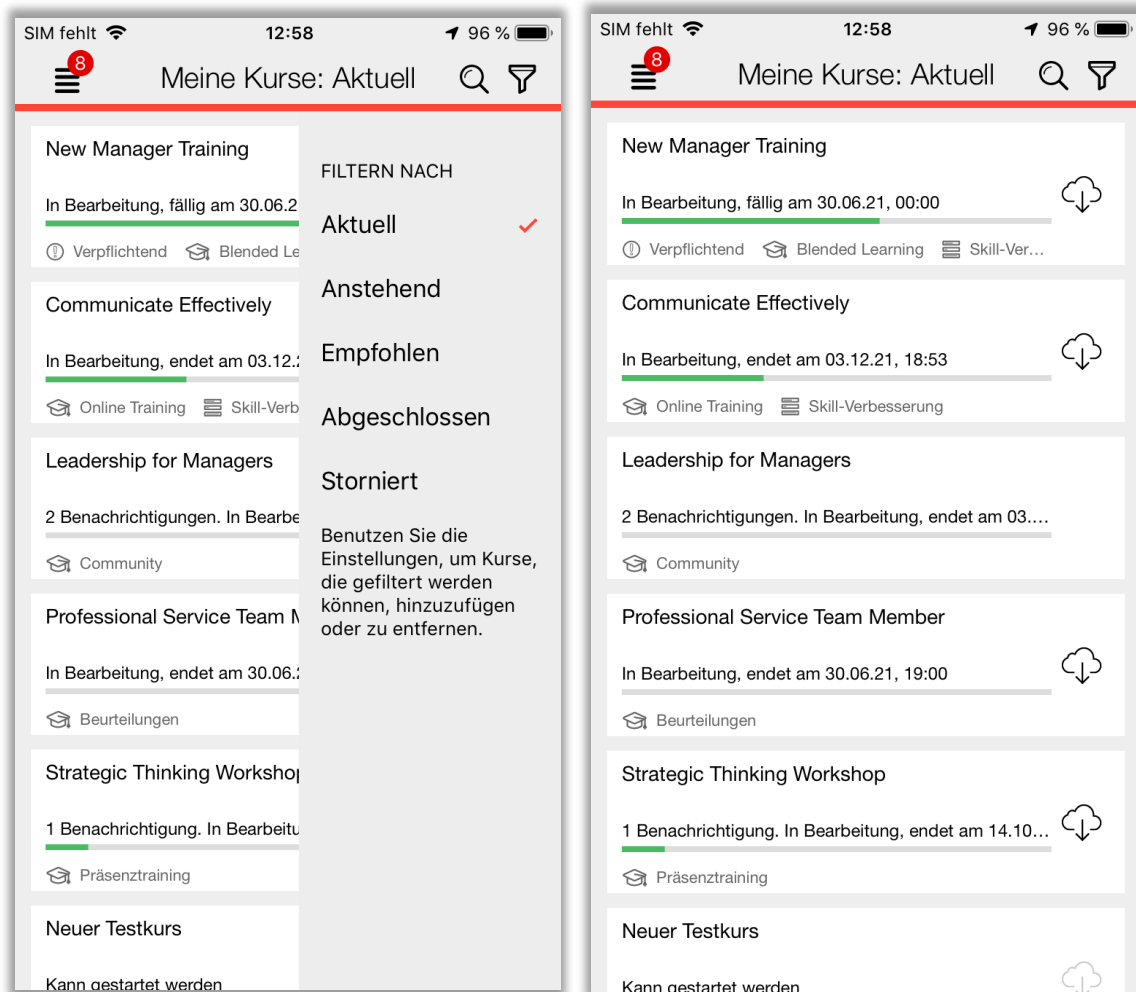 SIM fehlt 12:58 96 %
8
Meine Kurse: Aktuell
New Manager Training
In Bearbeitung, fällig am 30.06.2
Verpflichtend Blended Le
Communicate Effectively
In Bearbeitung, endet am 03.12.
Online Training Skill-Verb
Leadership for Managers
2 Benachrichtigungen. In Bearbe
Community
Professional Service Team
In Bearbeitung, endet am 30.06.
Beurteilungen
Strategic Thinking Workshop
1 Benachrichtigung. In Bearbeitu
Präsenztraining
Neuer Testkurs
Kann gestartet werden
FILTERN NACH
Aktuell
Anstehend
Empfohlen
Abgeschlossen
Storniert
Benutzen Sie die
Einstellungen, um Kurse,
die gefiltert werden
können, hinzuzufügen
oder zu entfernen.
SIM fehlt 12:58 96 %
8
Meine Kurse: Aktuell
New Manager Training
In Bearbeitung, fällig am 30.06.21, 00:00
Verpflichtend Blended Learning Skill-Ver...
Communicate Effectively
In Bearbeitung, endet am 03.12.21, 18:53
Online Training Skill-Verbesserung
Leadership for Managers
2 Benachrichtigungen. In Bearbeitung, endet am 03....
Community
Professional Service Team Member
In Bearbeitung, endet am 30.06.21, 19:00
Beurteilungen
Strategic Thinking Workshop
1 Benachrichtigung. In Bearbeitung, endet am 14.10...
Präsenztraining
Neuer Testkurs
Kann gestartet werden